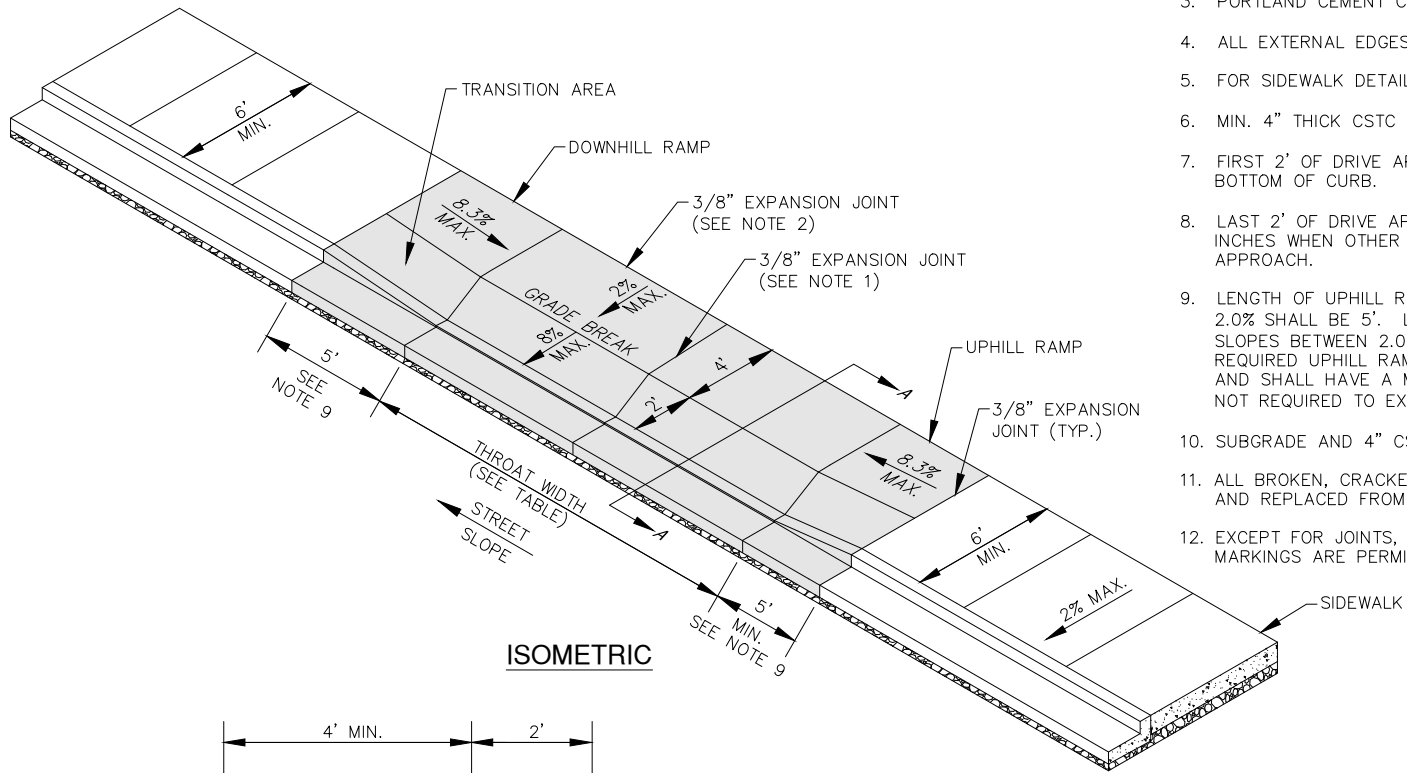 TRANSITION AREA
DOWNHILL RAMP
3/8” EXPANSION JOINT
(SEE NOTE 2)
3/8” EXPANSION JOINT
(SEE NOTE 1)
UPHILL RAMP
3/8” EXPANSION
JOINT (TYP.)
6’
MIN.
8.3%
MAX.
2%
MAX.
GRADE BREAK
8%
MAX.
4’
2’
A
8.3%
MAX.
5’
SEE
NOTE 9
THROAT WIDTH
(SEE TABLE)
STREET
SLOPE
A
6’
MIN.
2% MAX.
5’
MIN.
SEE NOTE 9
SIDEWALK
ISOMETRIC
4’ MIN.
2’
3. PORTLAND CEMENT C
4. ALL EXTERNAL EDGES
5. FOR SIDEWALK DETAIL
6. MIN. 4” THICK CSTC
7. FIRST 2’ OF DRIVE AP
BOTTOM OF CURB.
8. LAST 2’ OF DRIVE AP
INCHES WHEN OTHER
APPROACH.
9. LENGTH OF UPHILL R
2.0% SHALL BE 5’. L
SLOPES BETWEEN 2.0
REQUIRED UPHILL RAM
AND SHALL HAVE A M
NOT REQUIRED TO EX
10. SUBGRADE AND 4” CS
11. ALL BROKEN, CRACKE
AND REPLACED FROM
12. EXCEPT FOR JOINTS,
MARKINGS ARE PERMI